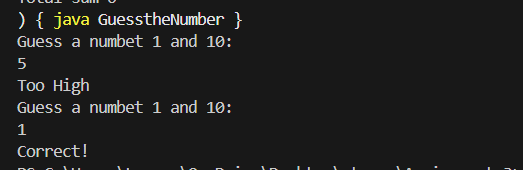 ) { java GuesstheNumber }
Guess a numbet 1 and 10:
5
Too High
Guess a numbet 1 and 10:
1
Correct!